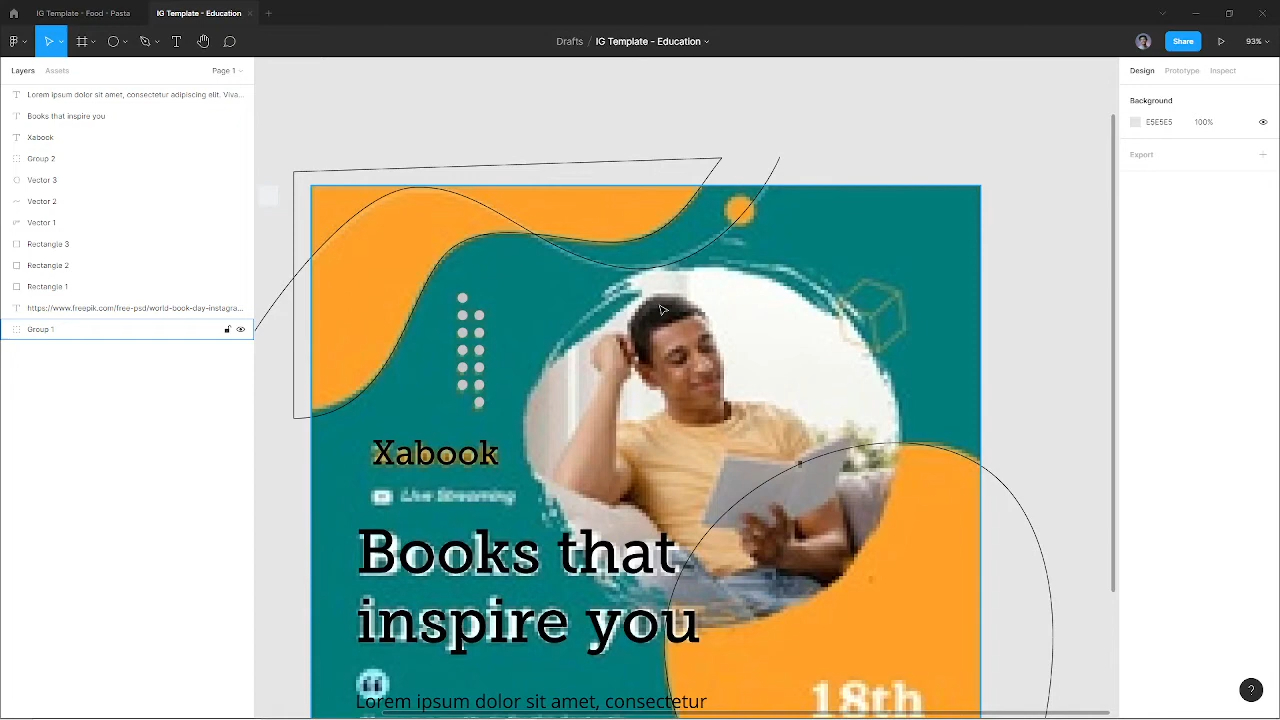 IG Template - Food + Pasta
IG Template - Education
Drafts / IG Template - Education
Share
93%
Layers
Assets
Page 1
Design
Prototype
Inspect
Lorem ipsum dolor sit amet, consectetur adipiscing elit. Viva...
Books that inspire you
Xabook
Group 2
Vector 3
Vector 2
Vector 1
Rectangle 3
Rectangle 2
Rectangle 1
https://www.freepik.com/free-psd/world-book-day-instagra...
Group 1
Background
E5E5E5
100%
Export
Xabook
Live Streaming
Books that
inspire you
Lorem ipsum dolor sit amet, consectetur
18th
?